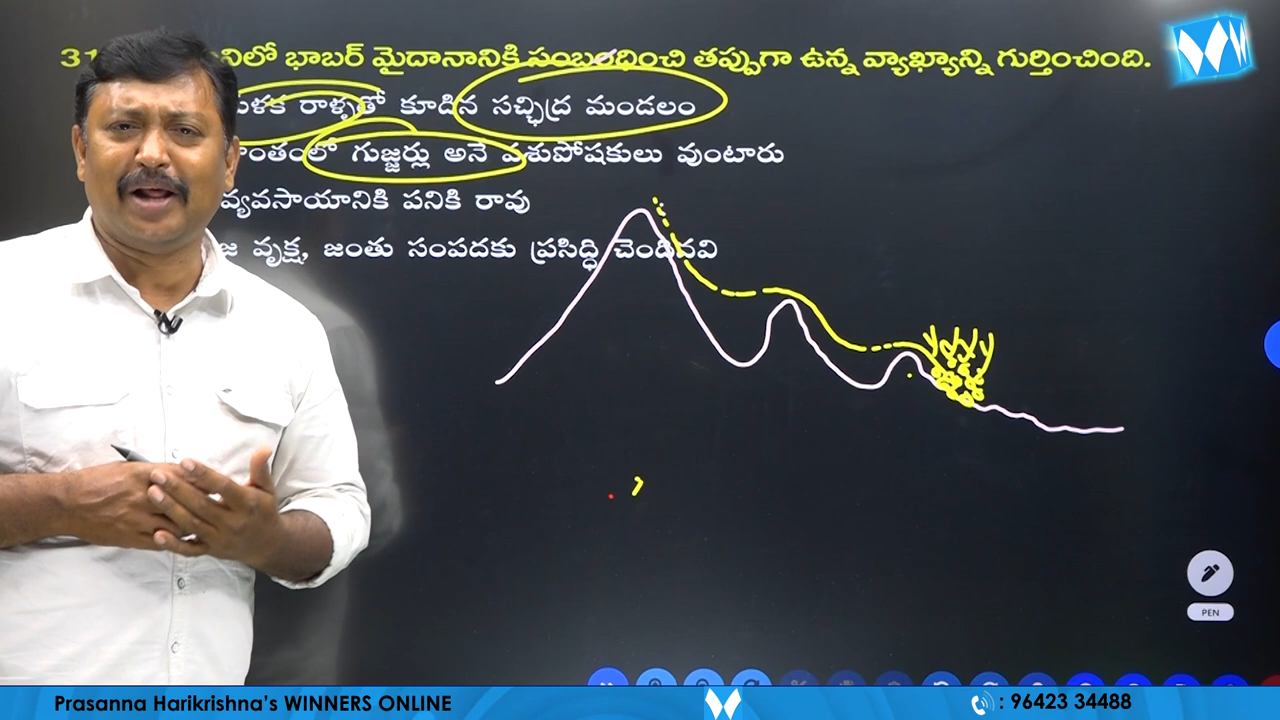 31 భాబర్ మైదానానికి సంబంధించి తప్పుగా ఉన్న వ్యాఖ్యాన్ని గుర్తించింది.
రాళ్ళతో కూడిన సచ్ఛిద్ర మండలం
గుజ్జర్లు అనే పశుపోషకులు వుంటారు
వ్యవసాయానికి పనికి రావు
వృక్ష, జంతు సంపదకు ప్రసిద్ధి చెందినవి
PEN
Prasanna Harikrishna's WINNERS ONLINE : 96423 34488